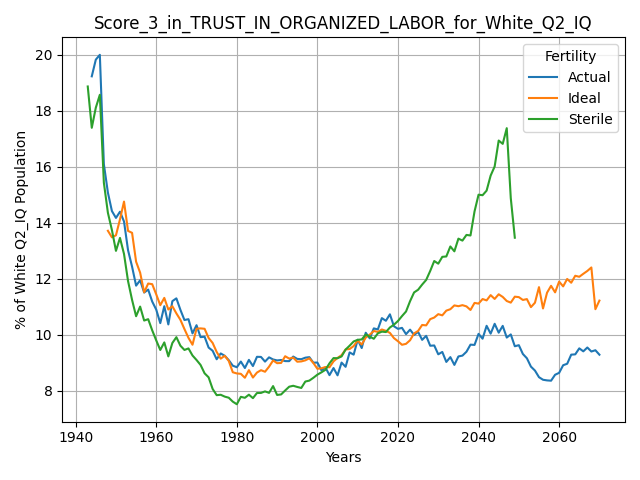 Score_3_in_TRUST_IN_ORGANIZED_LABOR_for_White_Q2_IQ
Fertility
Actual
Ideal
Sterile
% of White Q2_IQ Population
20
18
16
14
12
10
8
1940
1960
1980
2000
2020
2040
2060
Years